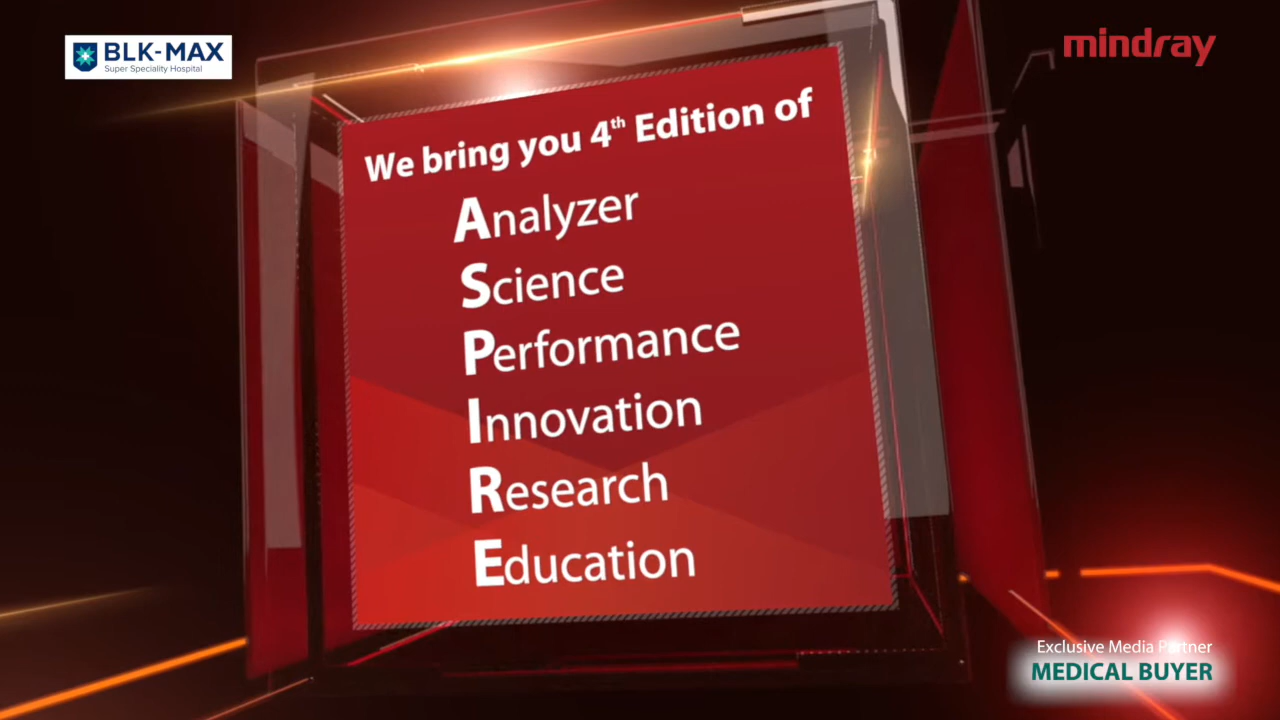 BLK-MAX
Super Speciality Hospital
mindray
We bring you 4th Edition of
Analyzer
Science
Performance
Innovation
Research
Education
Exclusive Media Partner
MEDICAL BUYER